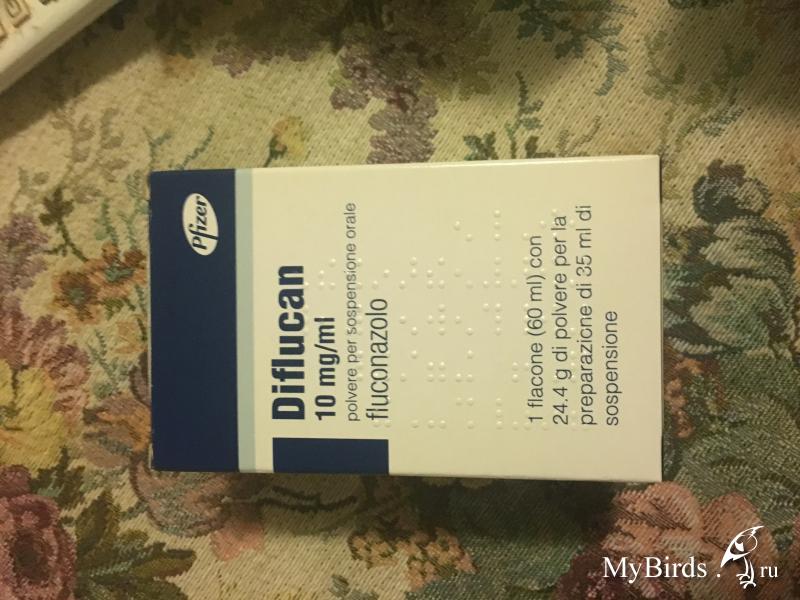 Pfizer
Diflucan
10 mg/ml
polvere per sospensione orale
fluconazolo
1 flacone (60 ml) con
24.4 g di polvere per la
preparazione di 35 ml di
sospensione
MyBirds.ru